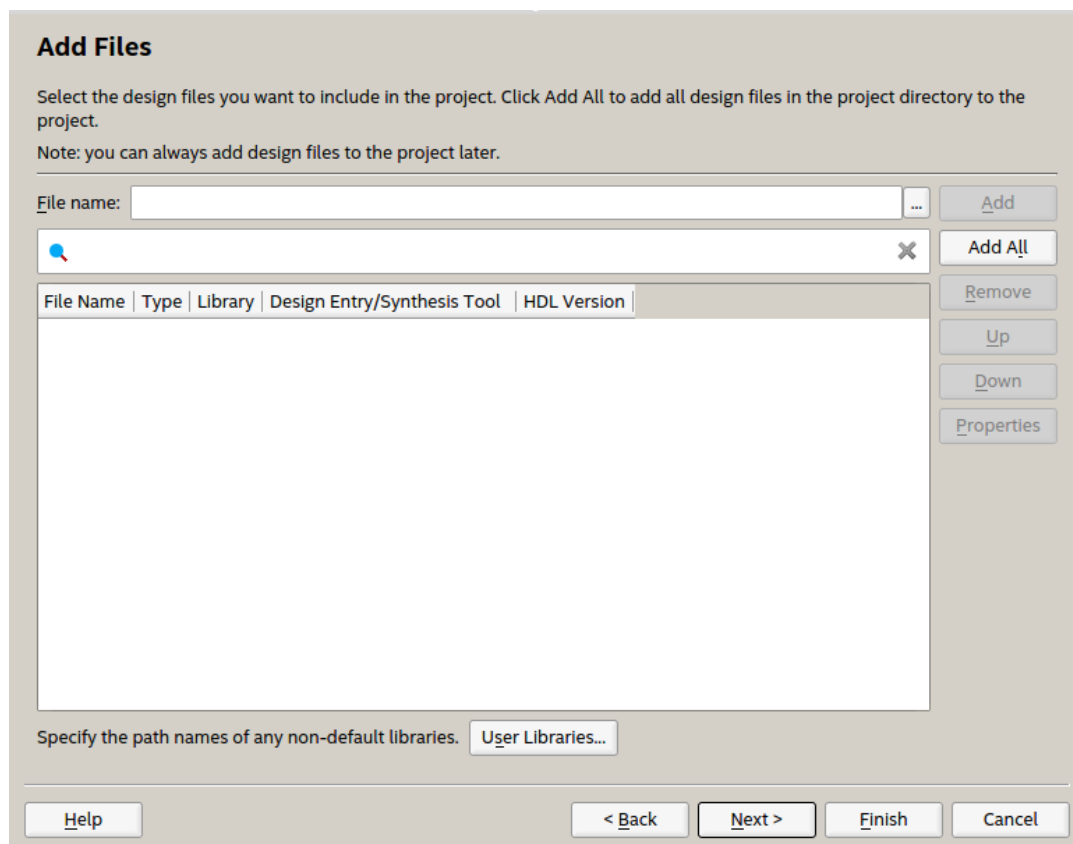 Add Files
Select the design files you want to include in the project. Click Add All to add all design files in the project directory to the
project.
Note: you can always add design files to the project later.
File name: ... Add
Add All
File Name Type Library Design Entry/Synthesis Tool HDL Version Remove
Up
Down
Properties
Specify the path names of any non-default libraries. User Libraries...
Help < Back Next > Finish Cancel